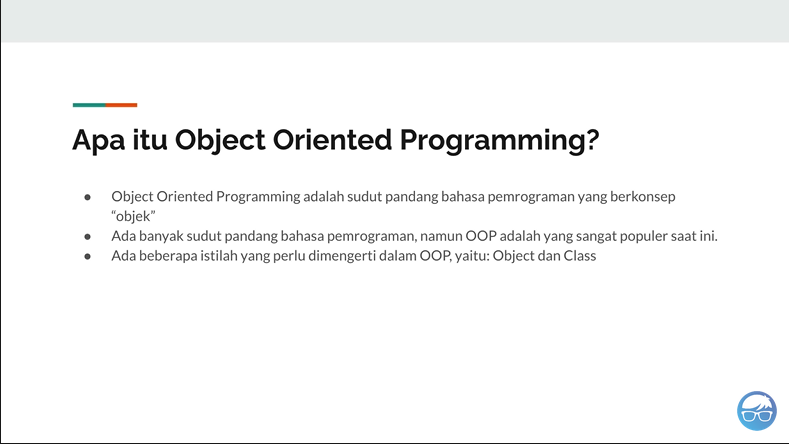 Apa itu Object Oriented Programming?
● Object Oriented Programming adalah sudut pandang bahasa pemrograman yang berkonsep
“objek”
● Ada banyak sudut pandang bahasa pemrograman, namun OOP adalah yang sangat populer saat ini.
● Ada beberapa istilah yang perlu dimengerti dalam OOP, yaitu: Object dan Class